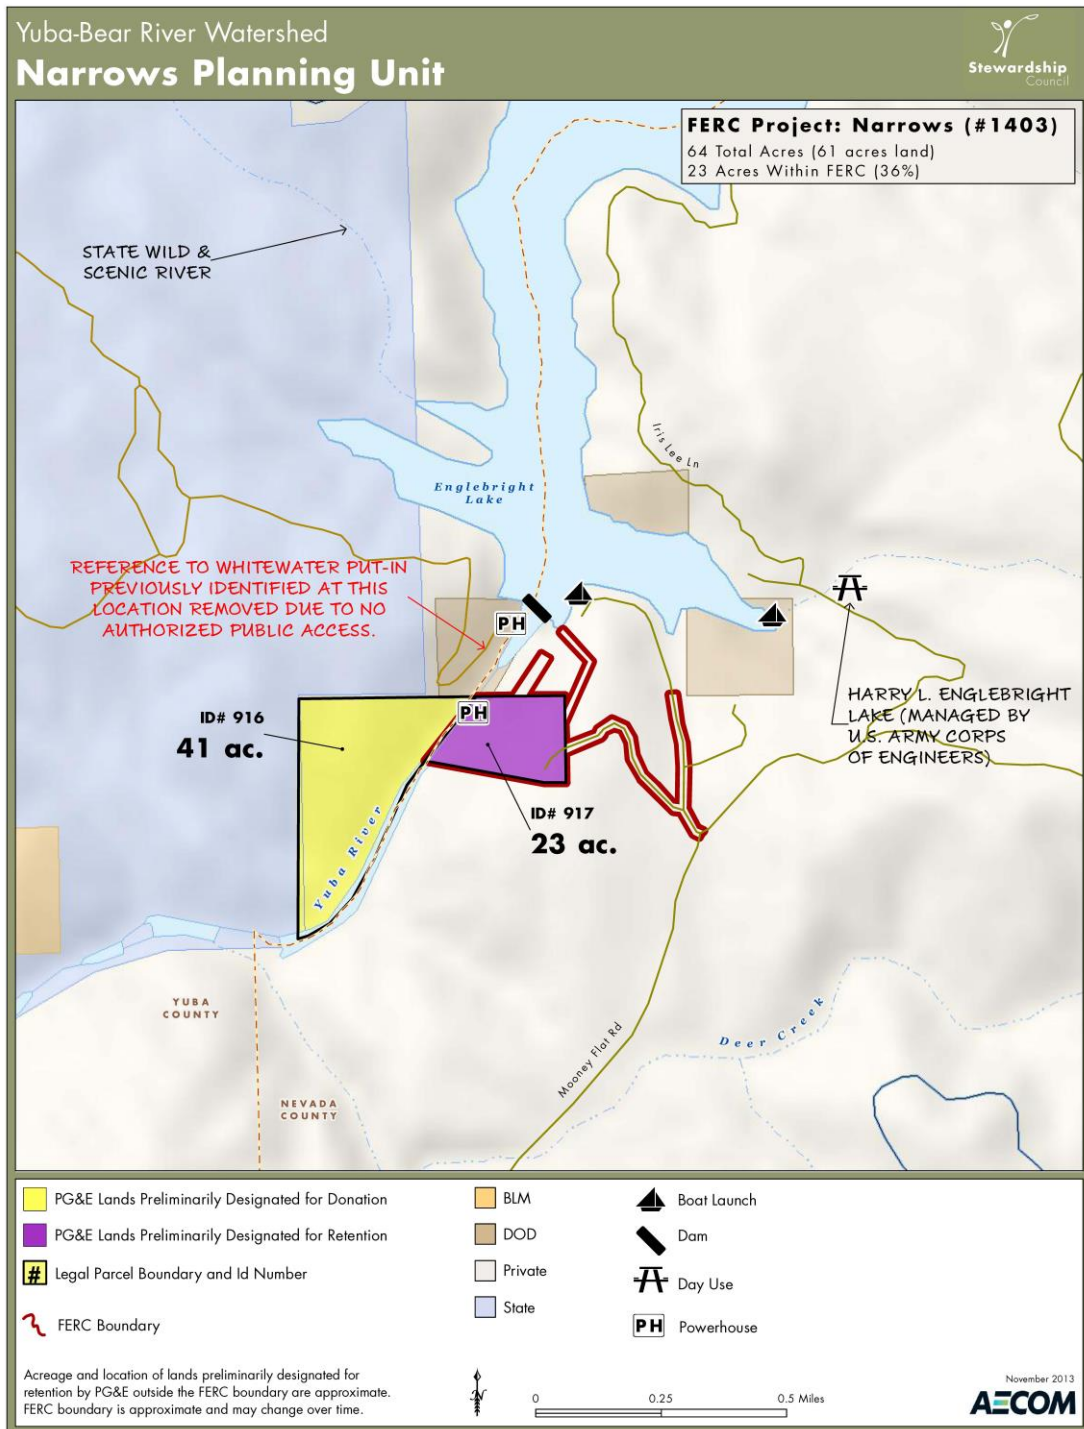 Yuba-Bear River Watershed
Narrows Planning Unit
Stewardship
Council
FERC Project: Narrows (#1403)
64 Total Acres (61 acres land)
23 Acres Within FERC (36%)
STATE WILD &
SCENIC RIVER
Iris Lee Ln
Englebright
Lake
REFERENCE TO WHITEWATER PUT-IN
PREVIOUSLY IDENTIFIED AT THIS
LOCATION REMOVED DUE TO NO
AUTHORIZED PUBLIC ACCESS.
PH
PH
HARRY L. ENGLEBRIGHT
LAKE (MANAGED BY
U.S. ARMY CORPS
OF ENGINEERS)
ID# 916
41 ac.
ID# 917
23 ac.
Yuba River
YUBA
COUNTY
NEVADA
COUNTY
Mooney Flat Rd
Deer Creek
PG&E Lands Preliminarily Designated for Donation
PG&E Lands Preliminarily Designated for Retention
# Legal Parcel Boundary and Id Number
FERC Boundary
BLM
DOD
Private
State
Boat Launch
Dam
Day Use
PH Powerhouse
Acreage and location of lands preliminarily designated for
retention by PG&E outside the FERC boundary are approximate.
FERC boundary is approximate and may change over time.
N
0 0.25 0.5 Miles
November 2013
AECOM